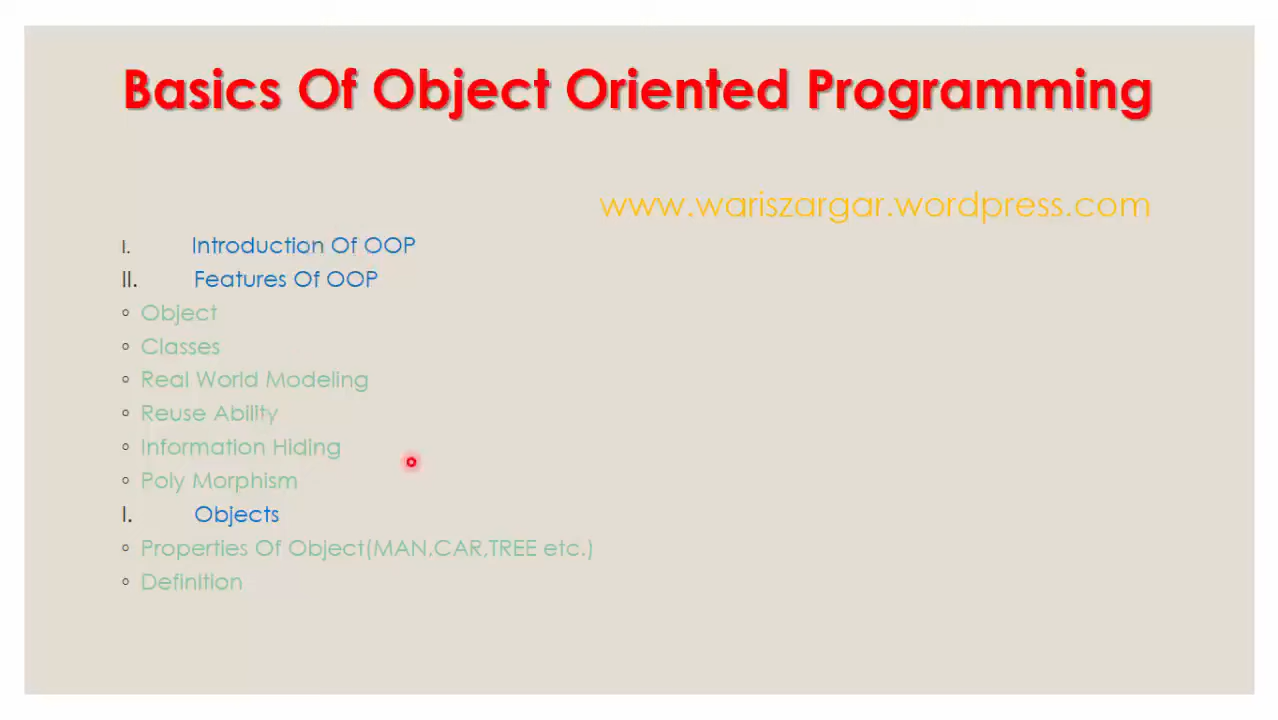 Basics Of Object Oriented Programming
www.wariszargar.wordpress.com
I. Introduction Of OOP
II. Features Of OOP
◦ Object
◦ Classes
◦ Real World Modeling
◦ Reuse Ability
◦ Information Hiding
◦ Poly Morphism
I. Objects
◦ Properties Of Object(MAN,CAR,TREE etc.)
◦ Definition